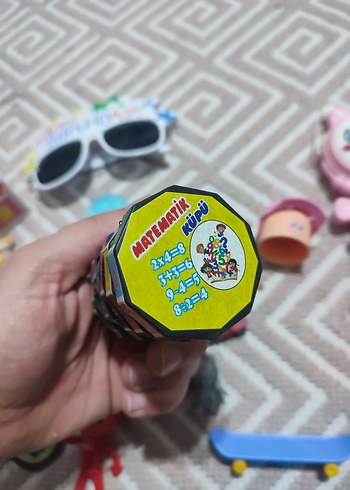 MATEMATİK
KÜPÜ
2x4=8
3+3=6
9-4=5
8÷2=4